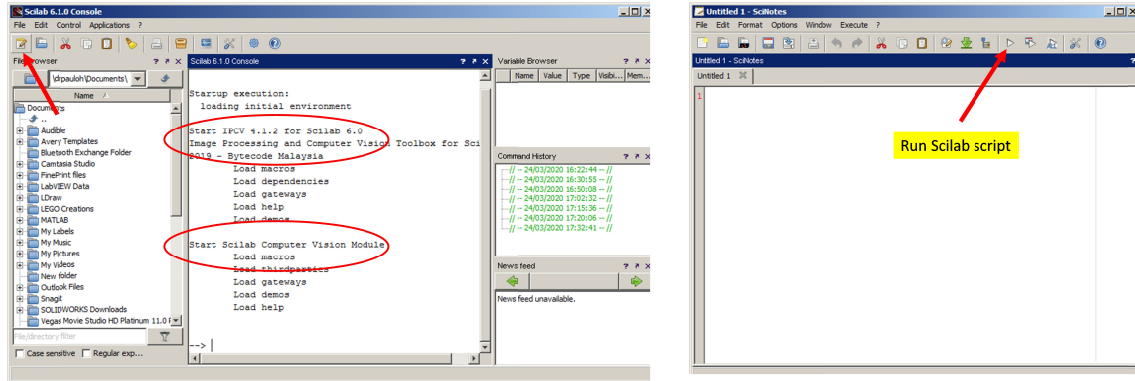 Scilab 6.1.0 Console
File Edit Control Applications ?
File Browser ? ↗ ×
\drpauloh\Documents\
Name
Documents
..
Audible
Avery Templates
Bluetooth Exchange Folder
Camtasia Studio
FinePrint files
LabVIEW Data
LDraw
LEGO Creations
MATLAB
My Labels
My Music
My Pictures
My Videos
New folder
Outlook Files
Snagit
SOLIDWORKS Downloads
Vegas Movie Studio HD Platinum 11.0 F
File/directory filter
Case sensitive Regular exp...
Scilab 6.1.0 Console ? ↗ ×
Startup execution:
loading initial environment
Start IPCV 4.1.2 for Scilab 6.0
Image Processing and Computer Vision Toolbox for Sci
2019 - Bytecode Malaysia
Load macros
Load dependencies
Load gateways
Load help
Load demos
Start Scilab Computer Vision Module
Load macros
Load thirdparties
Load gateways
Load demos
Load help
-->
Variable Browser ? ↗ ×
Name Value Type Visibi... Mem...
Command History ? ↗ ×
// -- 24/03/2020 16:22:44 -- //
// -- 24/03/2020 16:30:55 -- //
// -- 24/03/2020 16:50:08 -- //
// -- 24/03/2020 17:02:32 -- //
// -- 24/03/2020 17:15:36 -- //
// -- 24/03/2020 17:20:06 -- //
// -- 24/03/2020 17:32:41 -- //
News feed ? ↗ ×
News feed unavailable.
Untitled 1 - SciNotes
File Edit Format Options Window Execute ?
Untitled 1 - SciNotes ?
Untitled 1
1
Run Scilab script